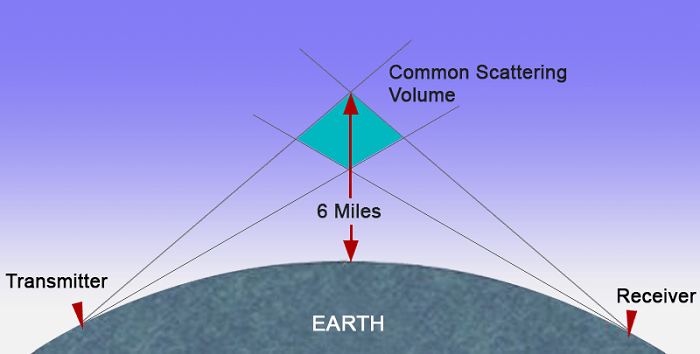 Common Scattering
Volume
6 Miles
Transmitter
Receiver
EARTH